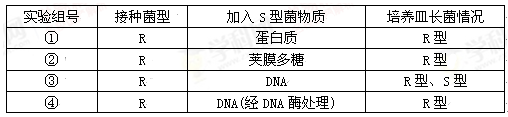 实验组号 接种菌型 加入S型菌物质 培养皿长菌情况
① R 蛋白质 R型
② R 荚膜多糖 R型
③ R DNA R型、S型
④ R DNA(经DNA酶处理) R型